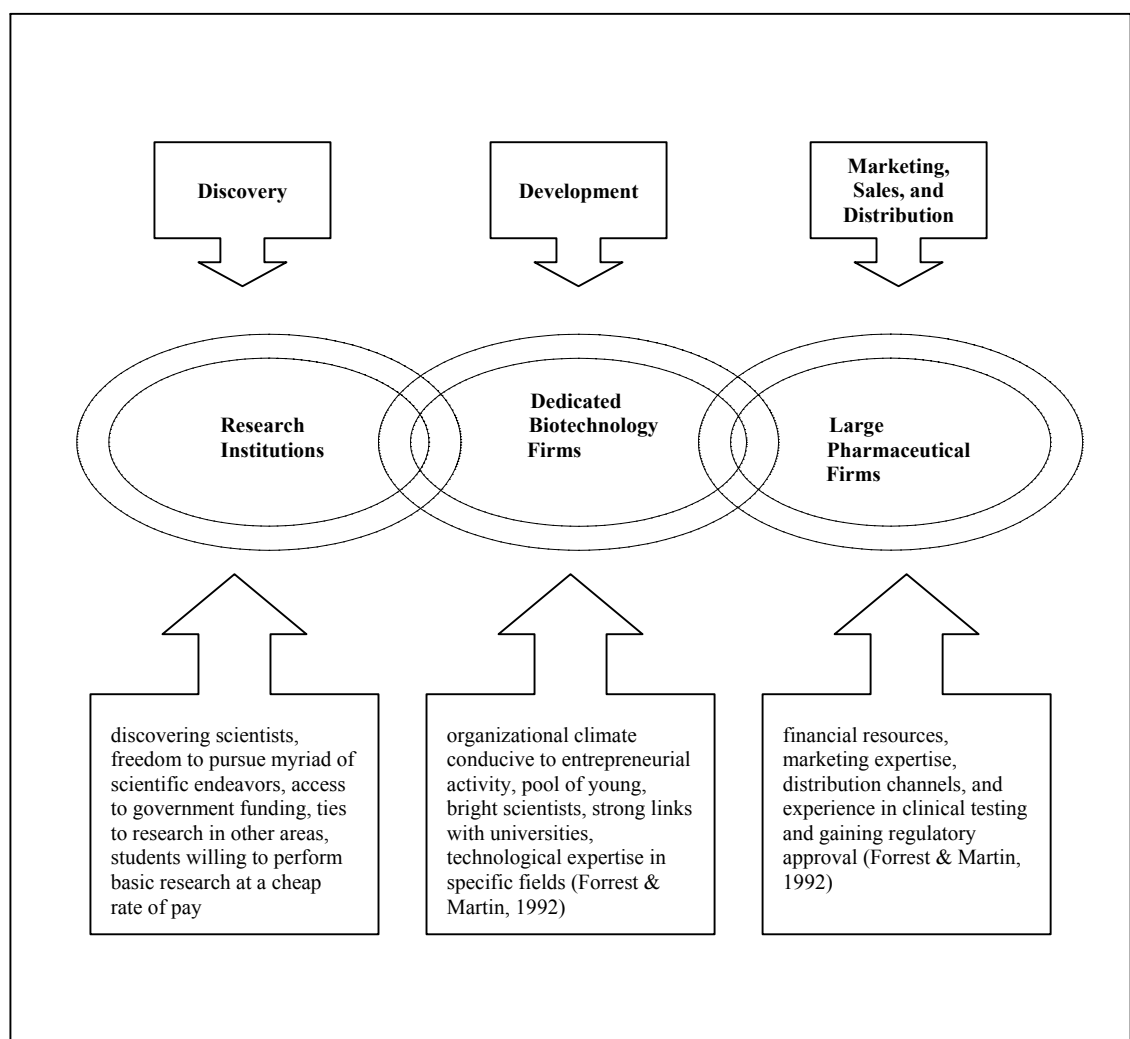 Discovery
Development
Marketing,
Sales, and
Distribution
Research
Institutions
Dedicated
Biotechnology
Firms
Large
Pharmaceutical
Firms
discovering scientists,
freedom to pursue myriad of
scientific endeavors, access
to government funding, ties
to research in other areas,
students willing to perform
basic research at a cheap
rate of pay
organizational climate
conducive to entrepreneurial
activity, pool of young,
bright scientists, strong links
with universities,
technological expertise in
specific fields (Forrest &
Martin, 1992)
financial resources,
marketing expertise,
distribution channels, and
experience in clinical testing
and gaining regulatory
approval (Forrest & Martin,
1992)